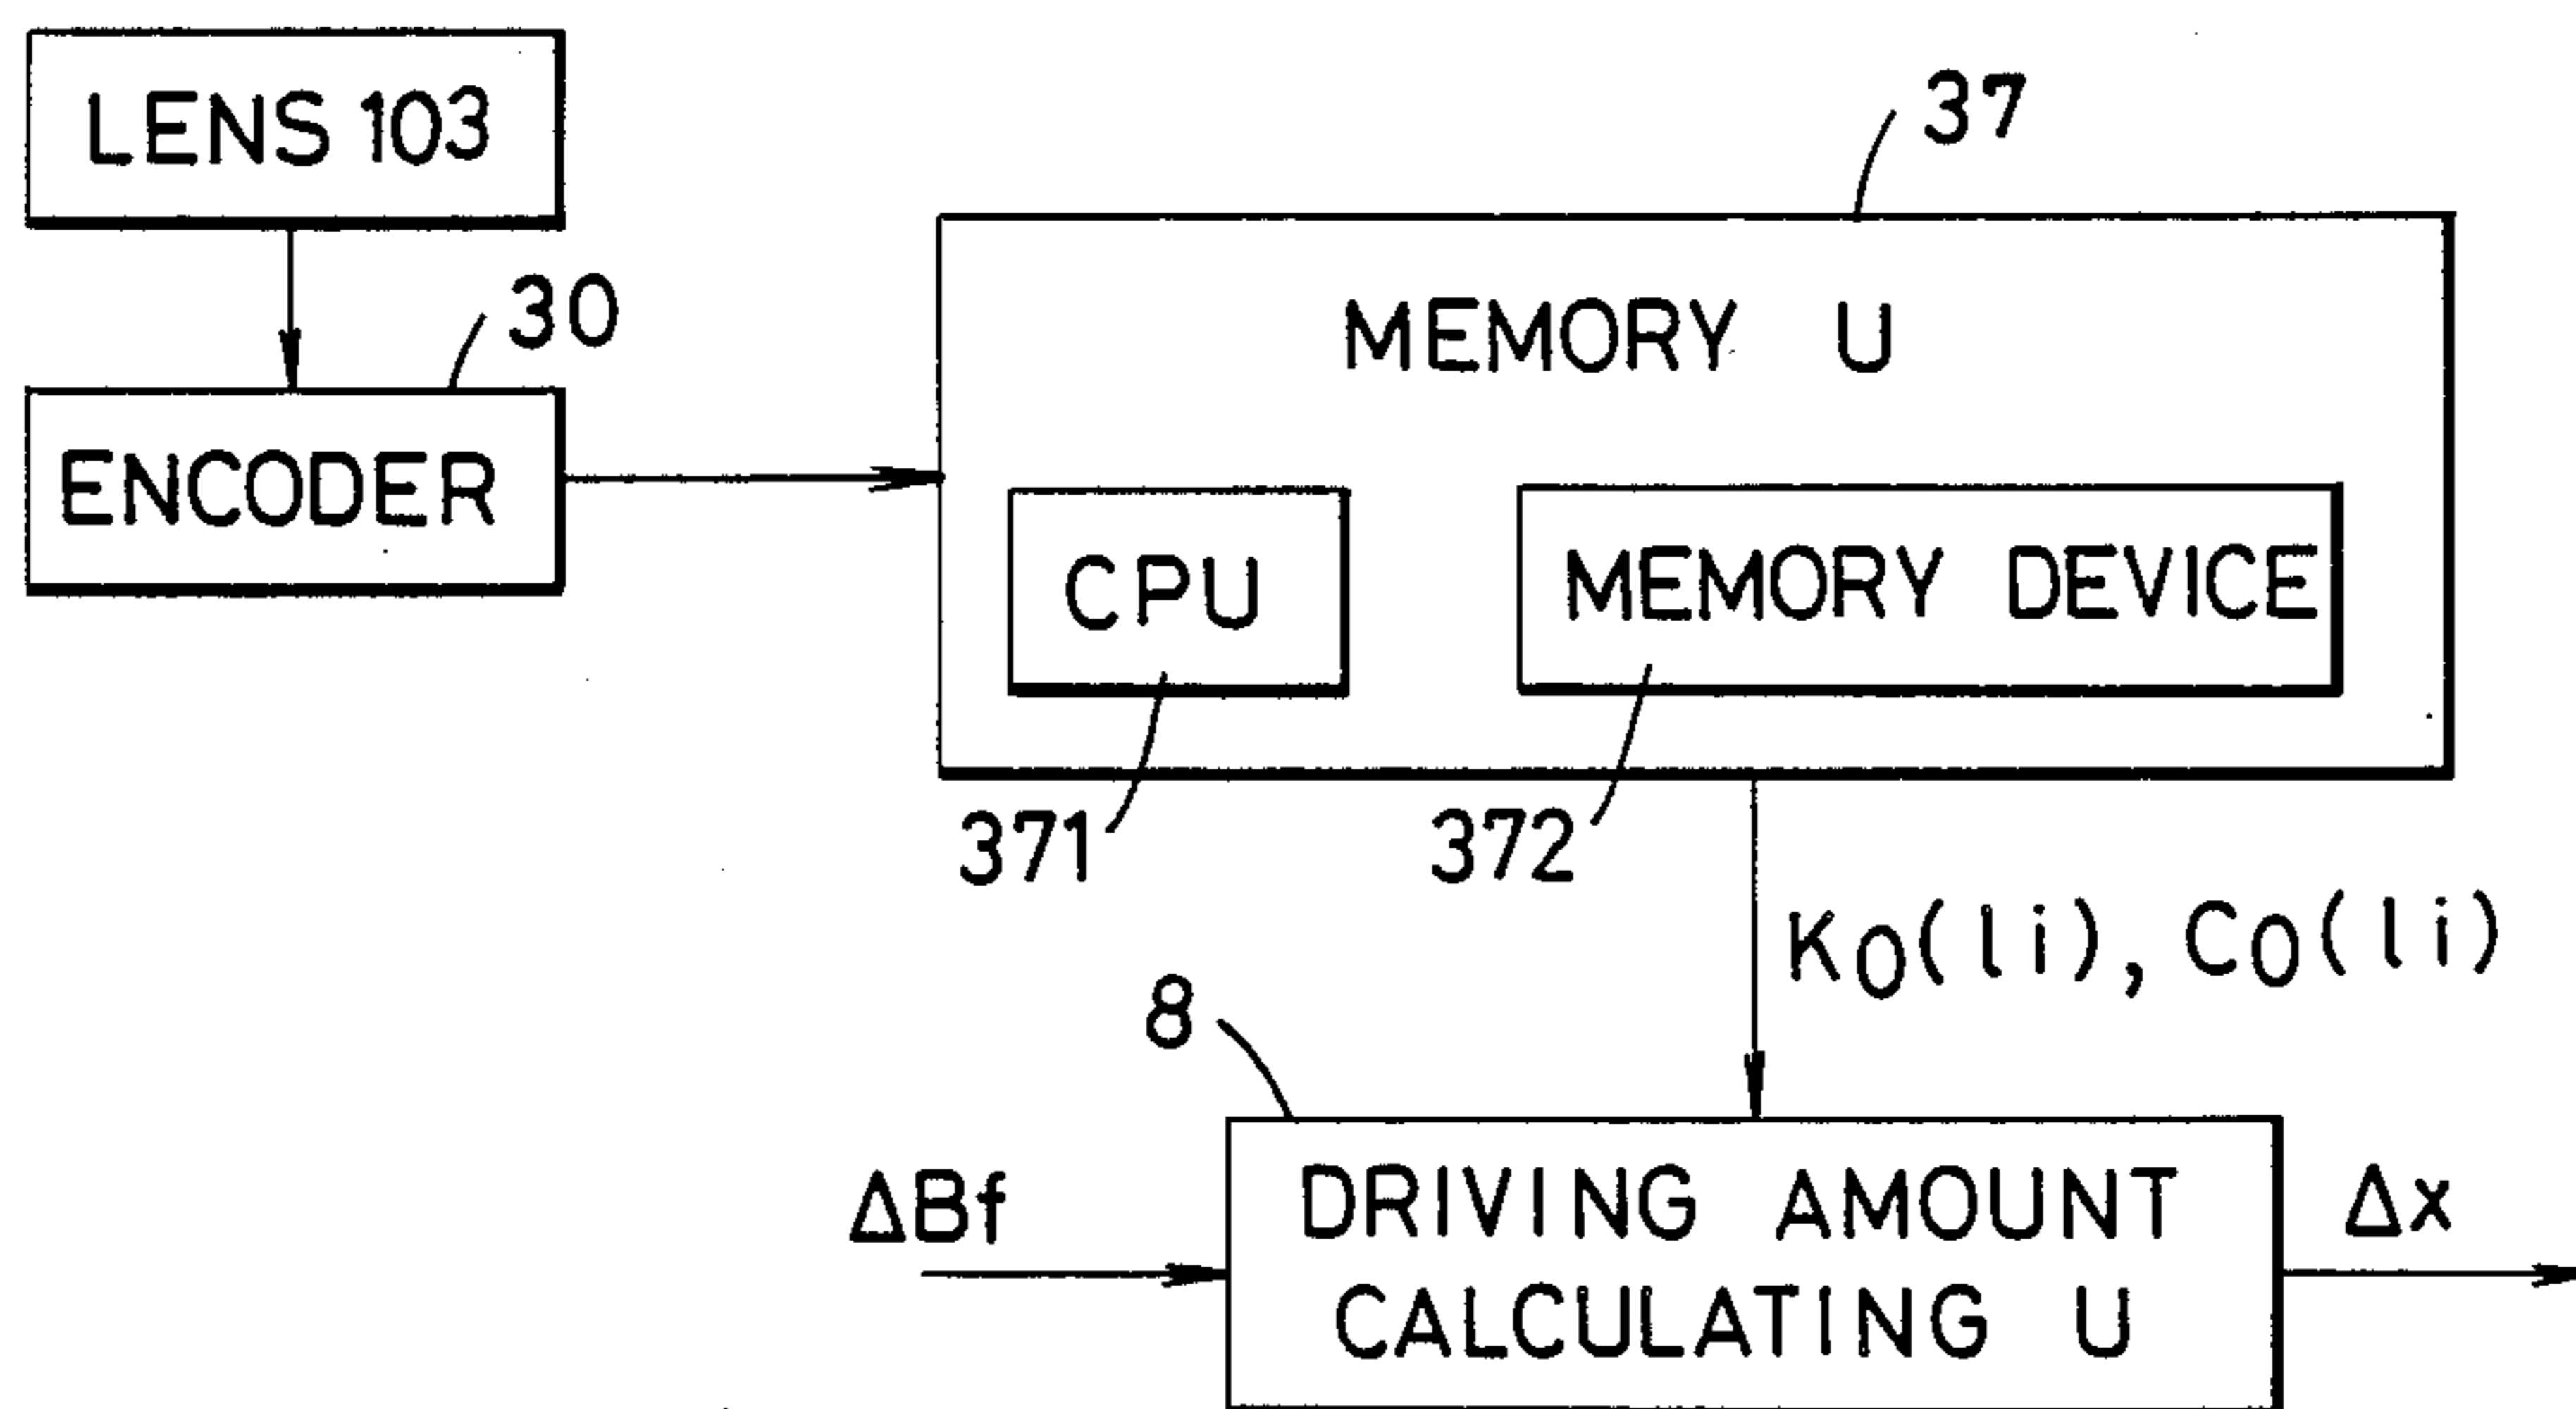 LENS 103
37
30
MEMORY U
ENCODER
CPU
MEMORY DEVICE
371
372
K0(li), C0(li)
8
ΔBf
DRIVING AMOUNT
CALCULATING U
Δx